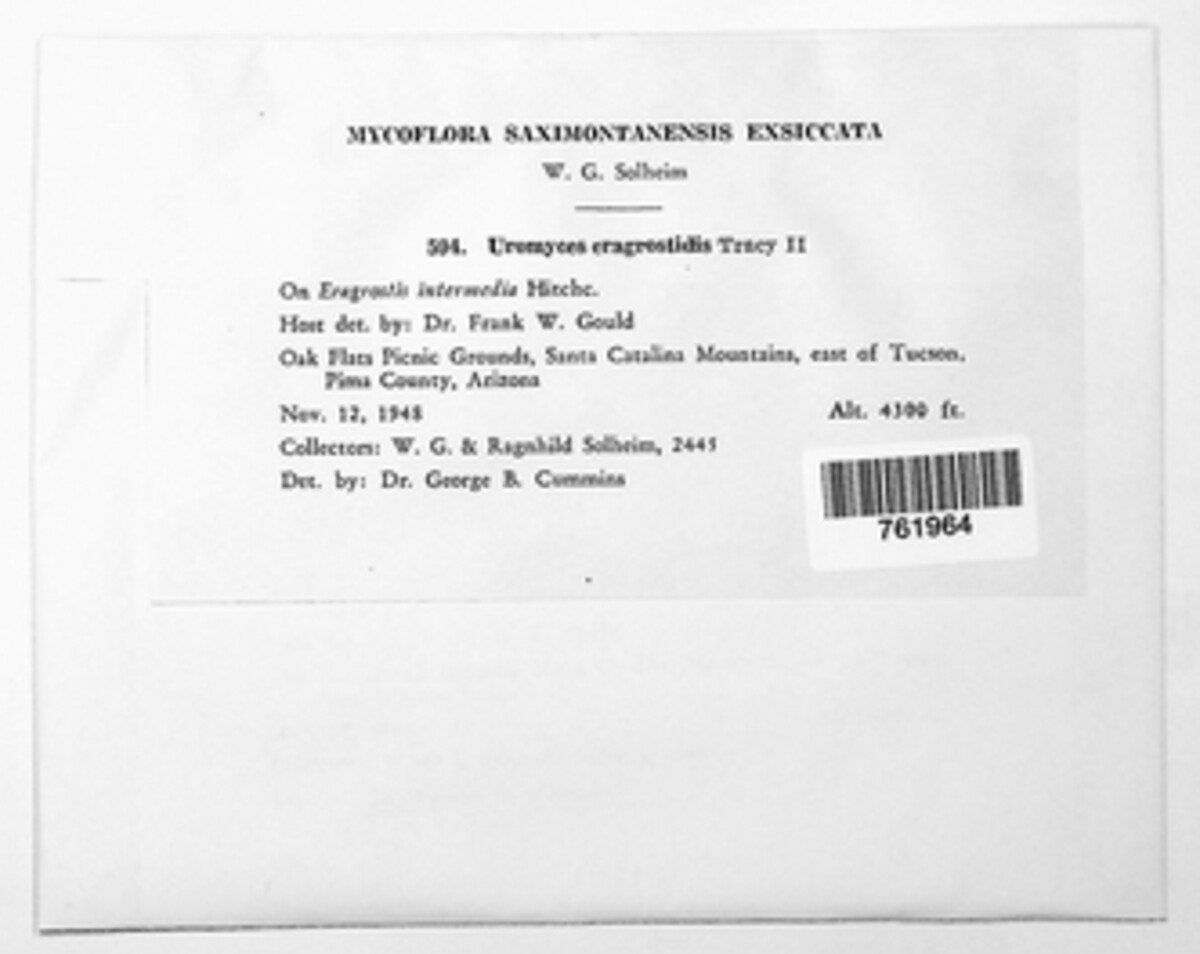 MYCOFLORA SAXIMONTANENSIS EXSICCATA
W. G. Solheim
594. Uromyces eragrostidis Tracy II
On Eragrostis intermedia Hitchc.
Host det. by: Dr. Frank W. Gould
Oak Flats Picnic Grounds, Santa Catalina Mountains, east of Tucson,
Pima County, Arizona
Nov. 12, 1948 Alt. 4300 ft.
Collectors: W. G. & Ragnhild Solheim, 2445
Det. by: Dr. George B. Cummins
761964